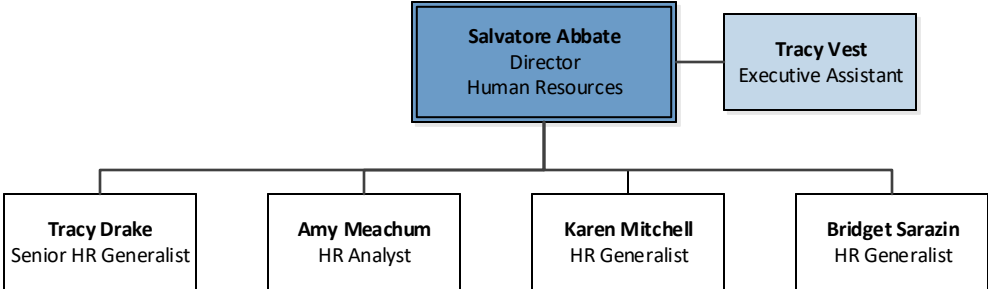 Salvatore Abbate
Director
Human Resources
Tracy Vest
Executive Assistant
Tracy Drake
Senior HR Generalist
Amy Meachum
HR Analyst
Karen Mitchell
HR Generalist
Bridget Sarazin
HR Generalist